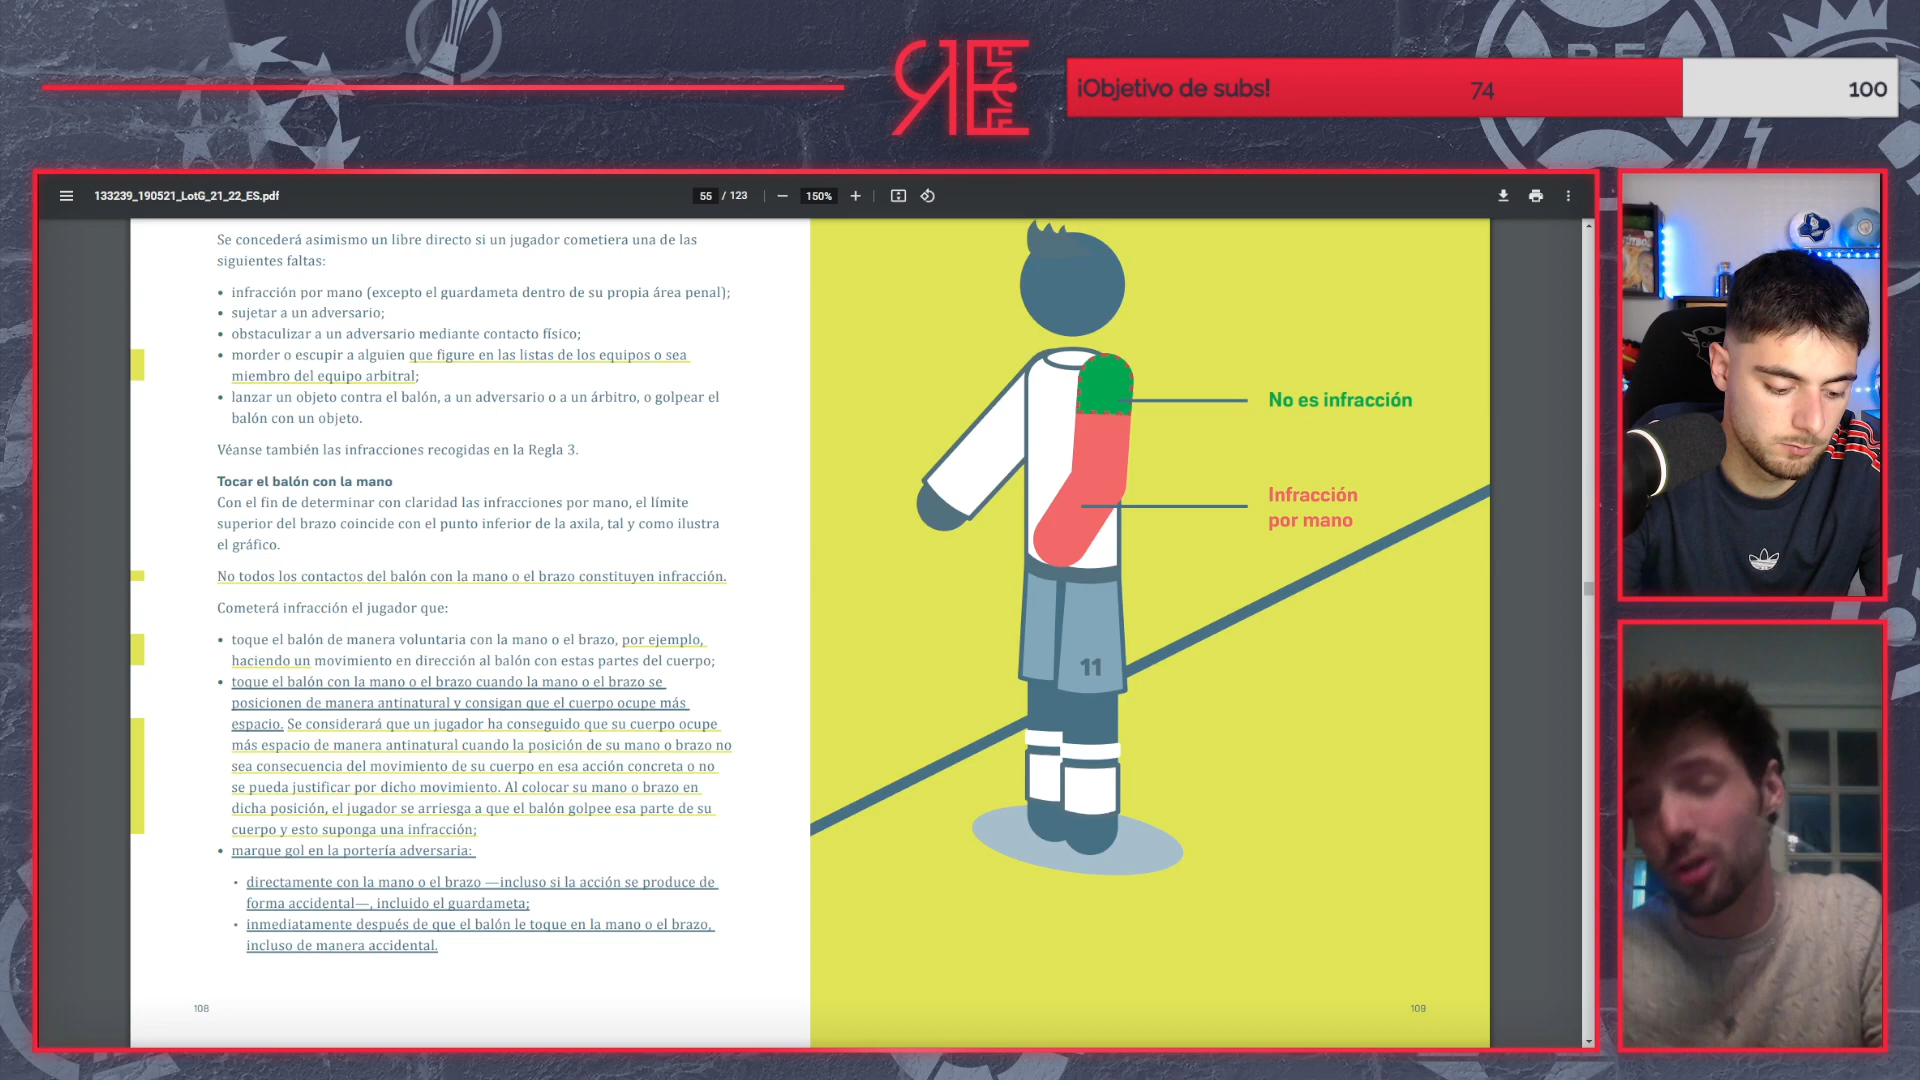 ¡Objetivo de subs!
74
100
133239_190521_LotG_21_22_ES.pdf
55 / 123
150%
Se concederá asimismo un libre directo si un jugador cometiera una de las
siguientes faltas:
• infracción por mano (excepto el guardameta dentro de su propia área penal);
• sujetar a un adversario;
• obstaculizar a un adversario mediante contacto físico;
• morder o escupir a alguien que figure en las listas de los equipos o sea
miembro del equipo arbitral;
• lanzar un objeto contra el balón, a un adversario o a un árbitro, o golpear el
balón con un objeto.
Véanse también las infracciones recogidas en la Regla 3.
Tocar el balón con la mano
Con el fin de determinar con claridad las infracciones por mano, el límite
superior del brazo coincide con el punto inferior de la axila, tal y como ilustra
el gráfico.
No todos los contactos del balón con la mano o el brazo constituyen infracción.
Cometerá infracción el jugador que:
• toque el balón de manera voluntaria con la mano o el brazo, por ejemplo,
haciendo un movimiento en dirección al balón con estas partes del cuerpo;
• toque el balón con la mano o el brazo cuando la mano o el brazo se
posicionen de manera antinatural y consigan que el cuerpo ocupe más
espacio. Se considerará que un jugador ha conseguido que su cuerpo ocupe
más espacio de manera antinatural cuando la posición de su mano o brazo no
sea consecuencia del movimiento de su cuerpo en esa acción concreta o no
se pueda justificar por dicho movimiento. Al colocar su mano o brazo en
dicha posición, el jugador se arriesga a que el balón golpee esa parte de su
cuerpo y esto suponga una infracción;
• marque gol en la portería adversaria:
• directamente con la mano o el brazo —incluso si la acción se produce de
forma accidental—, incluido el guardameta;
• inmediatamente después de que el balón le toque en la mano o el brazo,
incluso de manera accidental.
108
No es infracción
Infracción
por mano
11
109